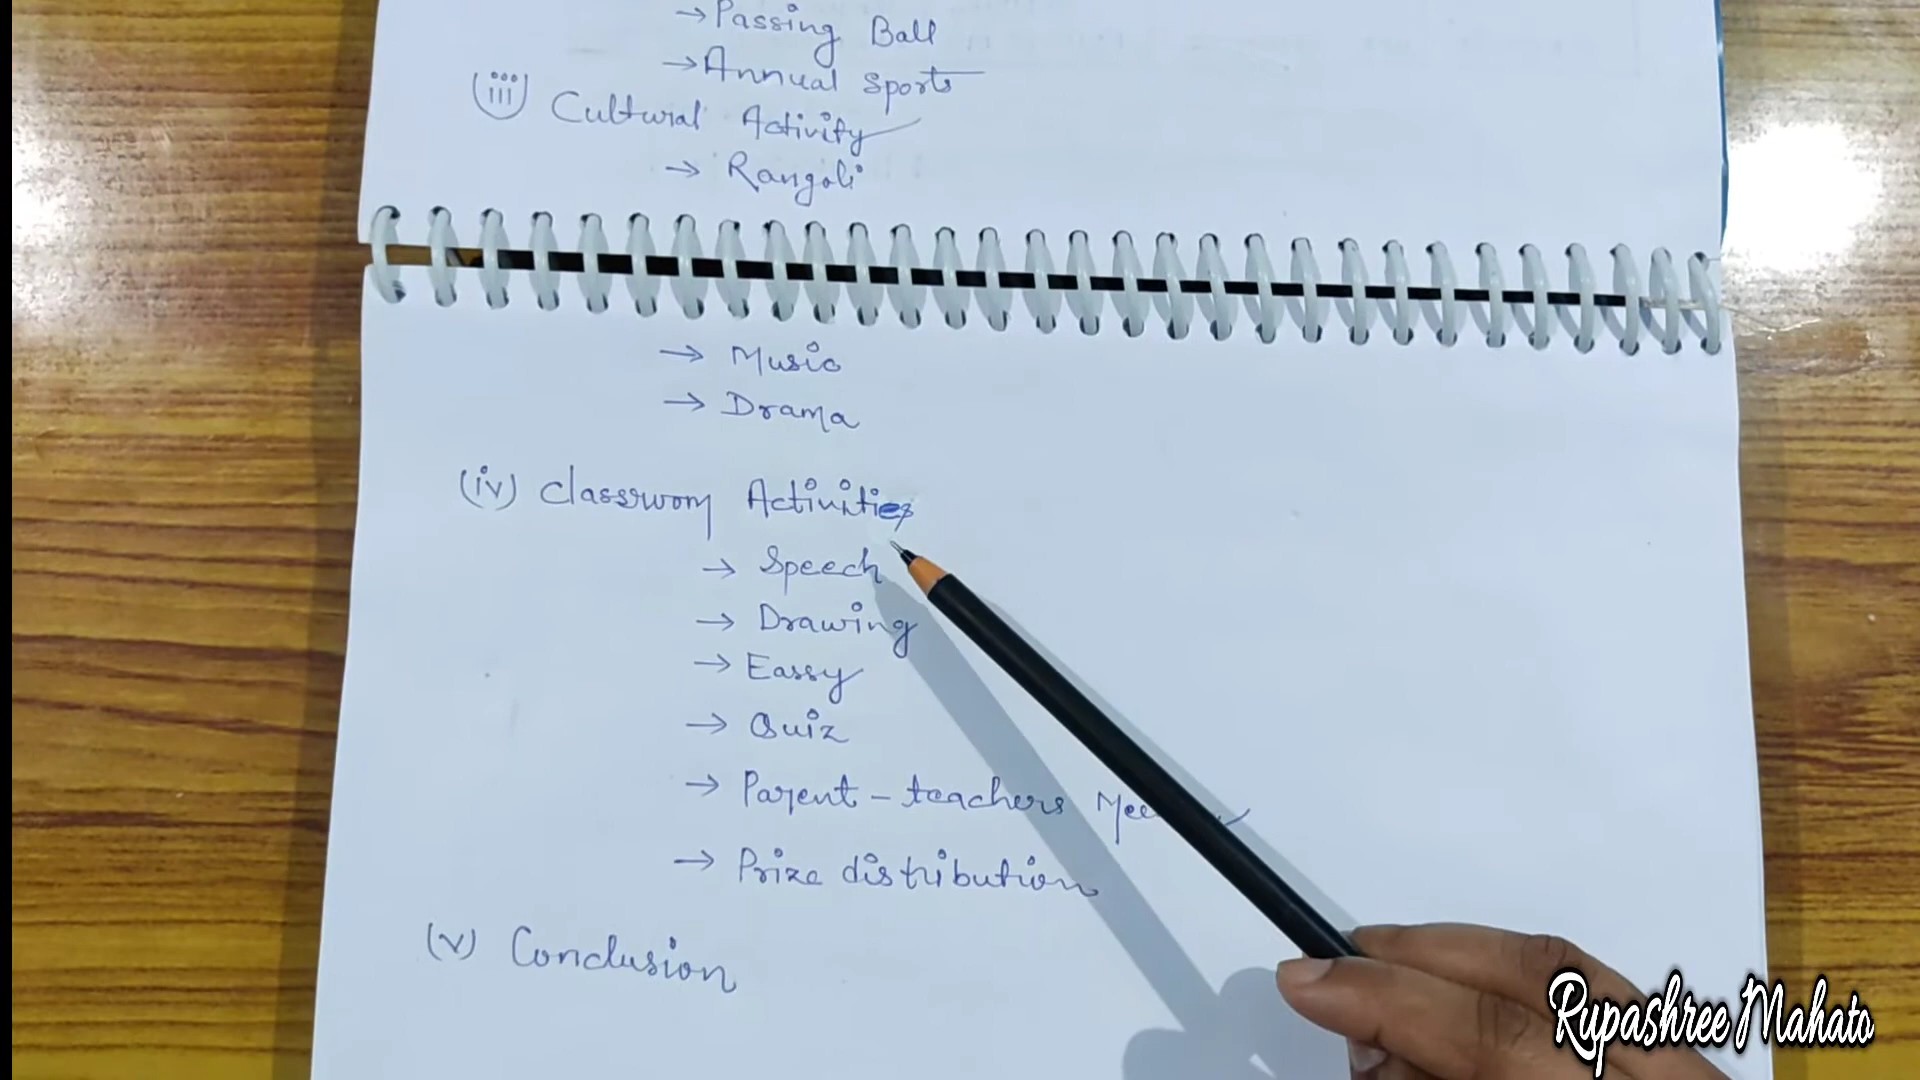 → Passing Ball
→ Annual Sports
(iii) Cultural Activity
→ Rangoli
→ Music
→ Drama
(iv) Classroom Activities
→ Speech
→ Drawing
→ Eassy
→ Quiz
→ Parent - teachers
→ Prize distribution
(v) Conclusion
Rupashree Mahato